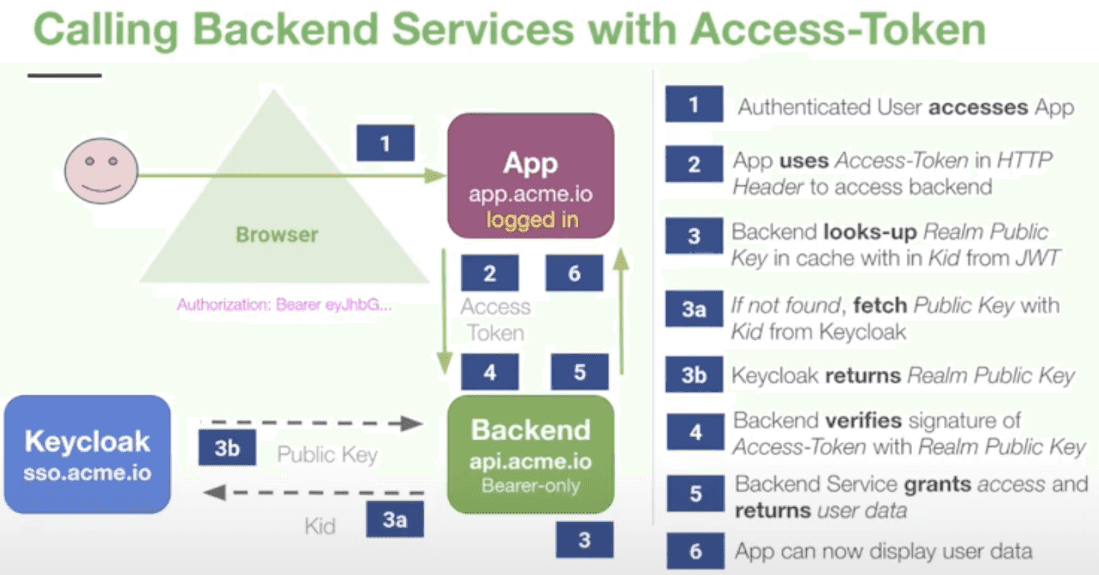 Calling Backend Services with Access-Token
1
App
app.acme.io
logged in
Browser
Authorization: Bearer eyJhbG...
2
6
Access
Token
4
5
Keycloak
sso.acme.io
3b
Public Key
Kid
3a
Backend
api.acme.io
Bearer-only
3
1 Authenticated User accesses App
2 App uses Access-Token in HTTP
Header to access backend
3 Backend looks-up Realm Public
Key in cache with in Kid from JWT
3a If not found, fetch Public Key with
Kid from Keycloak
3b Keycloak returns Realm Public Key
4 Backend verifies signature of
Access-Token with Realm Public Key
5 Backend Service grants access and
returns user data
6 App can now display user data